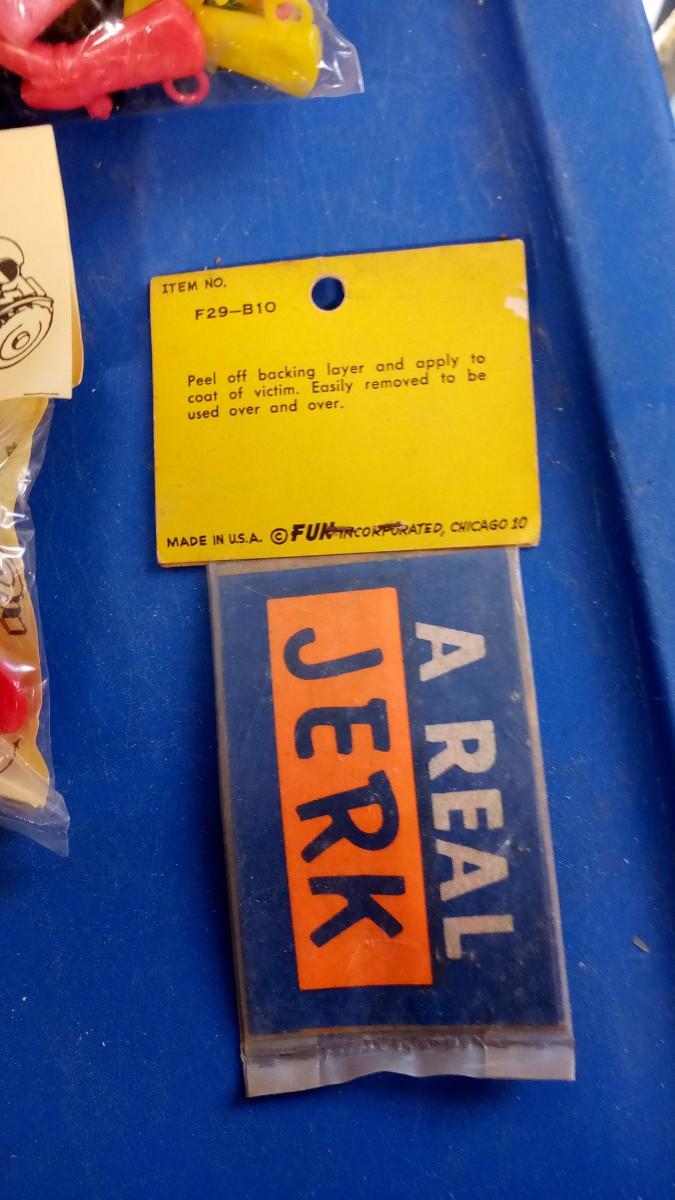 ITEM NO.
F29-B10
Peel off backing layer and apply to
coat of victim. Easily removed to be
used over and over.
MADE IN U.S.A. © FUN INCORPORATED, CHICAGO 10
A REAL
JERK